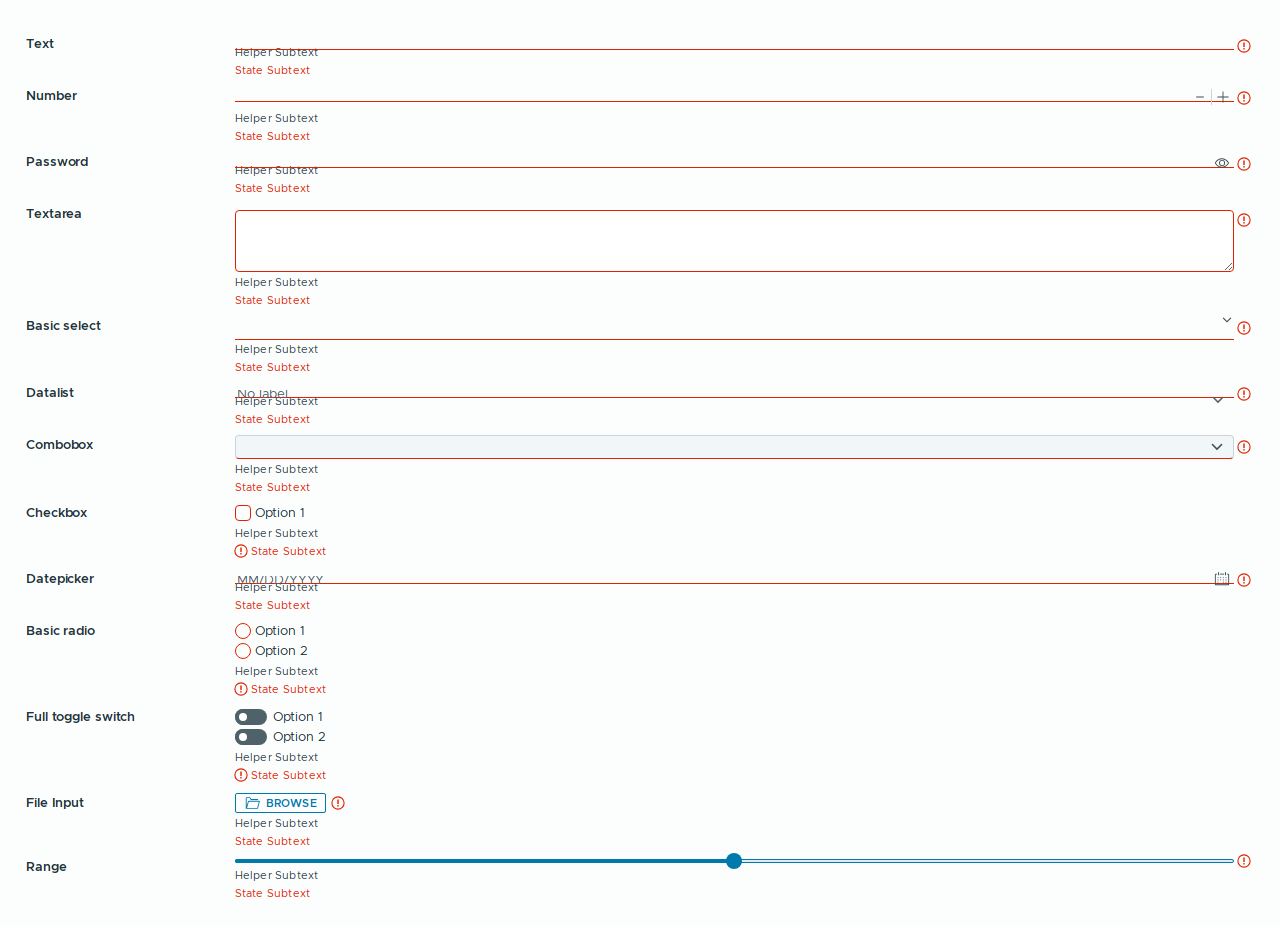 Text
Helper Subtext
State Subtext
Number
Helper Subtext
State Subtext
Password
Helper Subtext
State Subtext
Textarea
Helper Subtext
State Subtext
Basic select
Helper Subtext
State Subtext
Datalist
No label
Helper Subtext
State Subtext
Combobox
Helper Subtext
State Subtext
Checkbox
Option 1
Helper Subtext
State Subtext
Datepicker
MM/DD/YYYY
Helper Subtext
State Subtext
Basic radio
Option 1
Option 2
Helper Subtext
State Subtext
Full toggle switch
Option 1
Option 2
Helper Subtext
State Subtext
File Input
BROWSE
Helper Subtext
State Subtext
Range
Helper Subtext
State Subtext